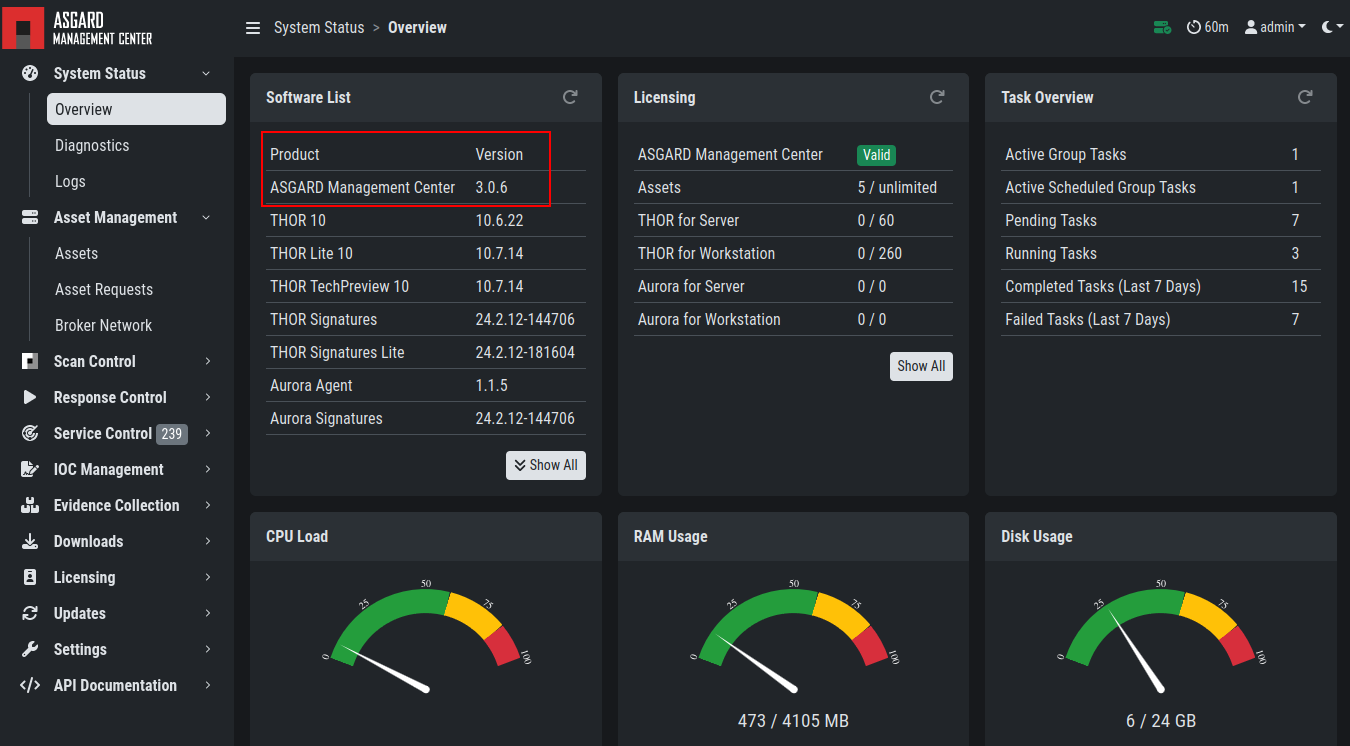 ASGARD
MANAGEMENT CENTER
System Status > Overview
60m
admin
System Status
Overview
Diagnostics
Logs
Asset Management
Assets
Asset Requests
Broker Network
Scan Control
Response Control
Service Control 239
IOC Management
Evidence Collection
Downloads
Licensing
Updates
Settings
API Documentation
Software List
Product Version
ASGARD Management Center 3.0.6
THOR 10 10.6.22
THOR Lite 10 10.7.14
THOR TechPreview 10 10.7.14
THOR Signatures 24.2.12-144706
THOR Signatures Lite 24.2.12-181604
Aurora Agent 1.1.5
Aurora Signatures 24.2.12-144706
Show All
Licensing
ASGARD Management Center Valid
Assets 5 / unlimited
THOR for Server 0 / 60
THOR for Workstation 0 / 260
Aurora for Server 0 / 0
Aurora for Workstation 0 / 0
Show All
Task Overview
Active Group Tasks 1
Active Scheduled Group Tasks 1
Pending Tasks 7
Running Tasks 3
Completed Tasks (Last 7 Days) 15
Failed Tasks (Last 7 Days) 7
CPU Load
0 25 50 75 100
RAM Usage
0 25 50 75 100
473 / 4105 MB
Disk Usage
0 25 50 75 100
6 / 24 GB